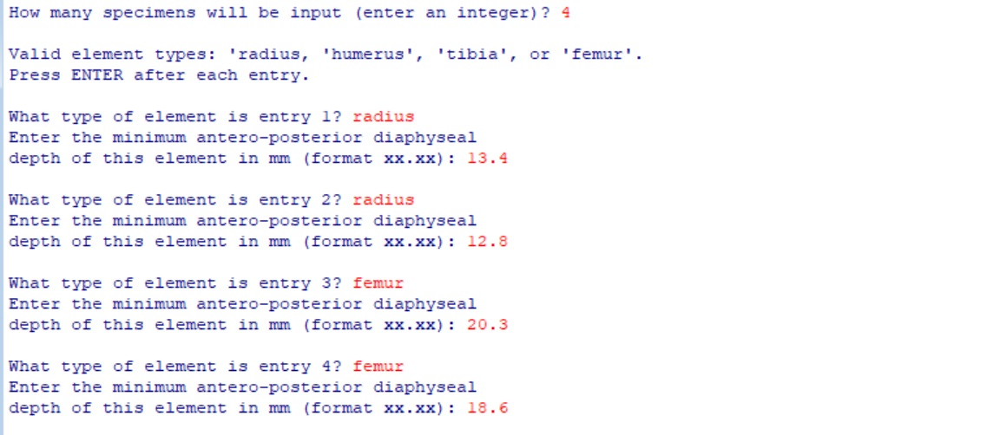 How many specimens will be input (enter an integer)? 4
Valid element types: 'radius, 'humerus', 'tibia', or 'femur'.
Press ENTER after each entry.
What type of element is entry 1? radius
Enter the minimum antero-posterior diaphyseal
depth of this element in mm (format xx.xx): 13.4
What type of element is entry 2? radius
Enter the minimum antero-posterior diaphyseal
depth of this element in mm (format xx.xx): 12.8
What type of element is entry 3? femur
Enter the minimum antero-posterior diaphyseal
depth of this element in mm (format xx.xx): 20.3
What type of element is entry 4? femur
Enter the minimum antero-posterior diaphyseal
depth of this element in mm (format xx.xx): 18.6